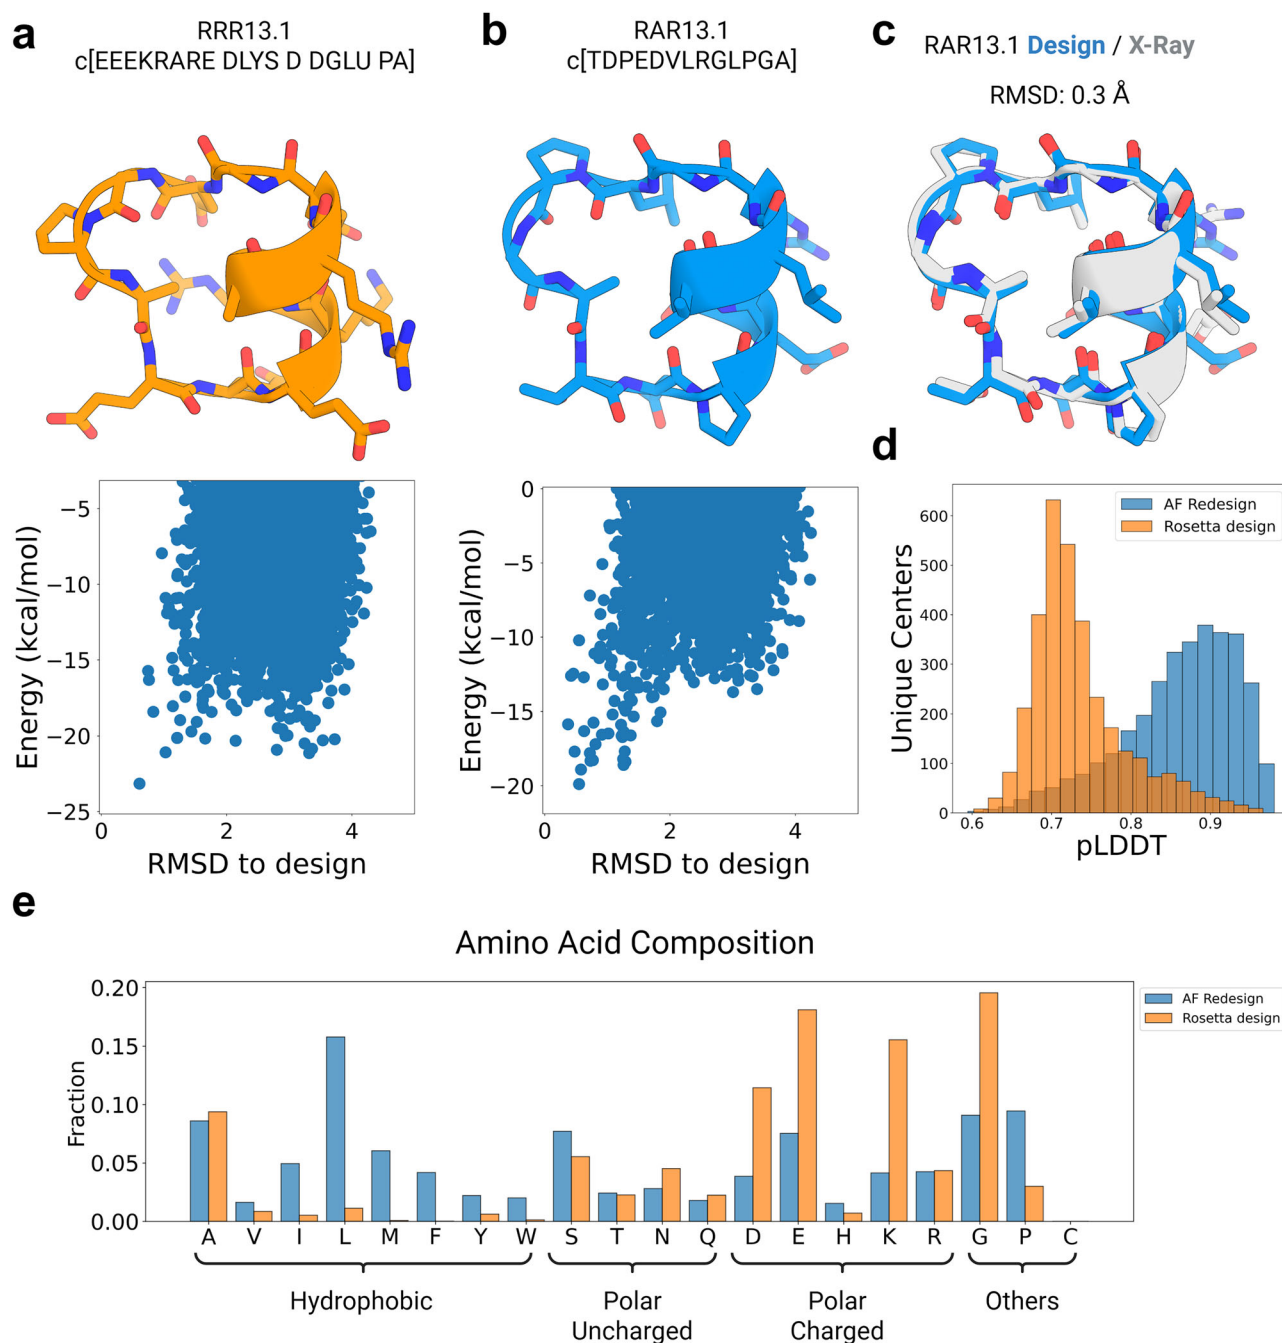 a
RRR13.1
c[EEEKRARE DLYS D DGLU PA]
b
RAR13.1
c[TDPEDVLRGLPGA]
c
RAR13.1 Design / X-Ray
RMSD: 0.3 Å
Energy (kcal/mol)
−5
−10
−15
−20
−25
0
2
4
RMSD to design
Energy (kcal/mol)
0
−5
−10
−15
−20
0
2
4
RMSD to design
d
AF Redesign
Rosetta design
Unique Centers
600
500
400
300
200
100
0
0.6
0.7
0.8
0.9
pLDDT
e
Amino Acid Composition
AF Redesign
Rosetta design
Fraction
0.20
0.15
0.10
0.05
0.00
A V I L M F Y W S T N Q D E H K R G P C
Hydrophobic
Polar
Uncharged
Polar
Charged
Others